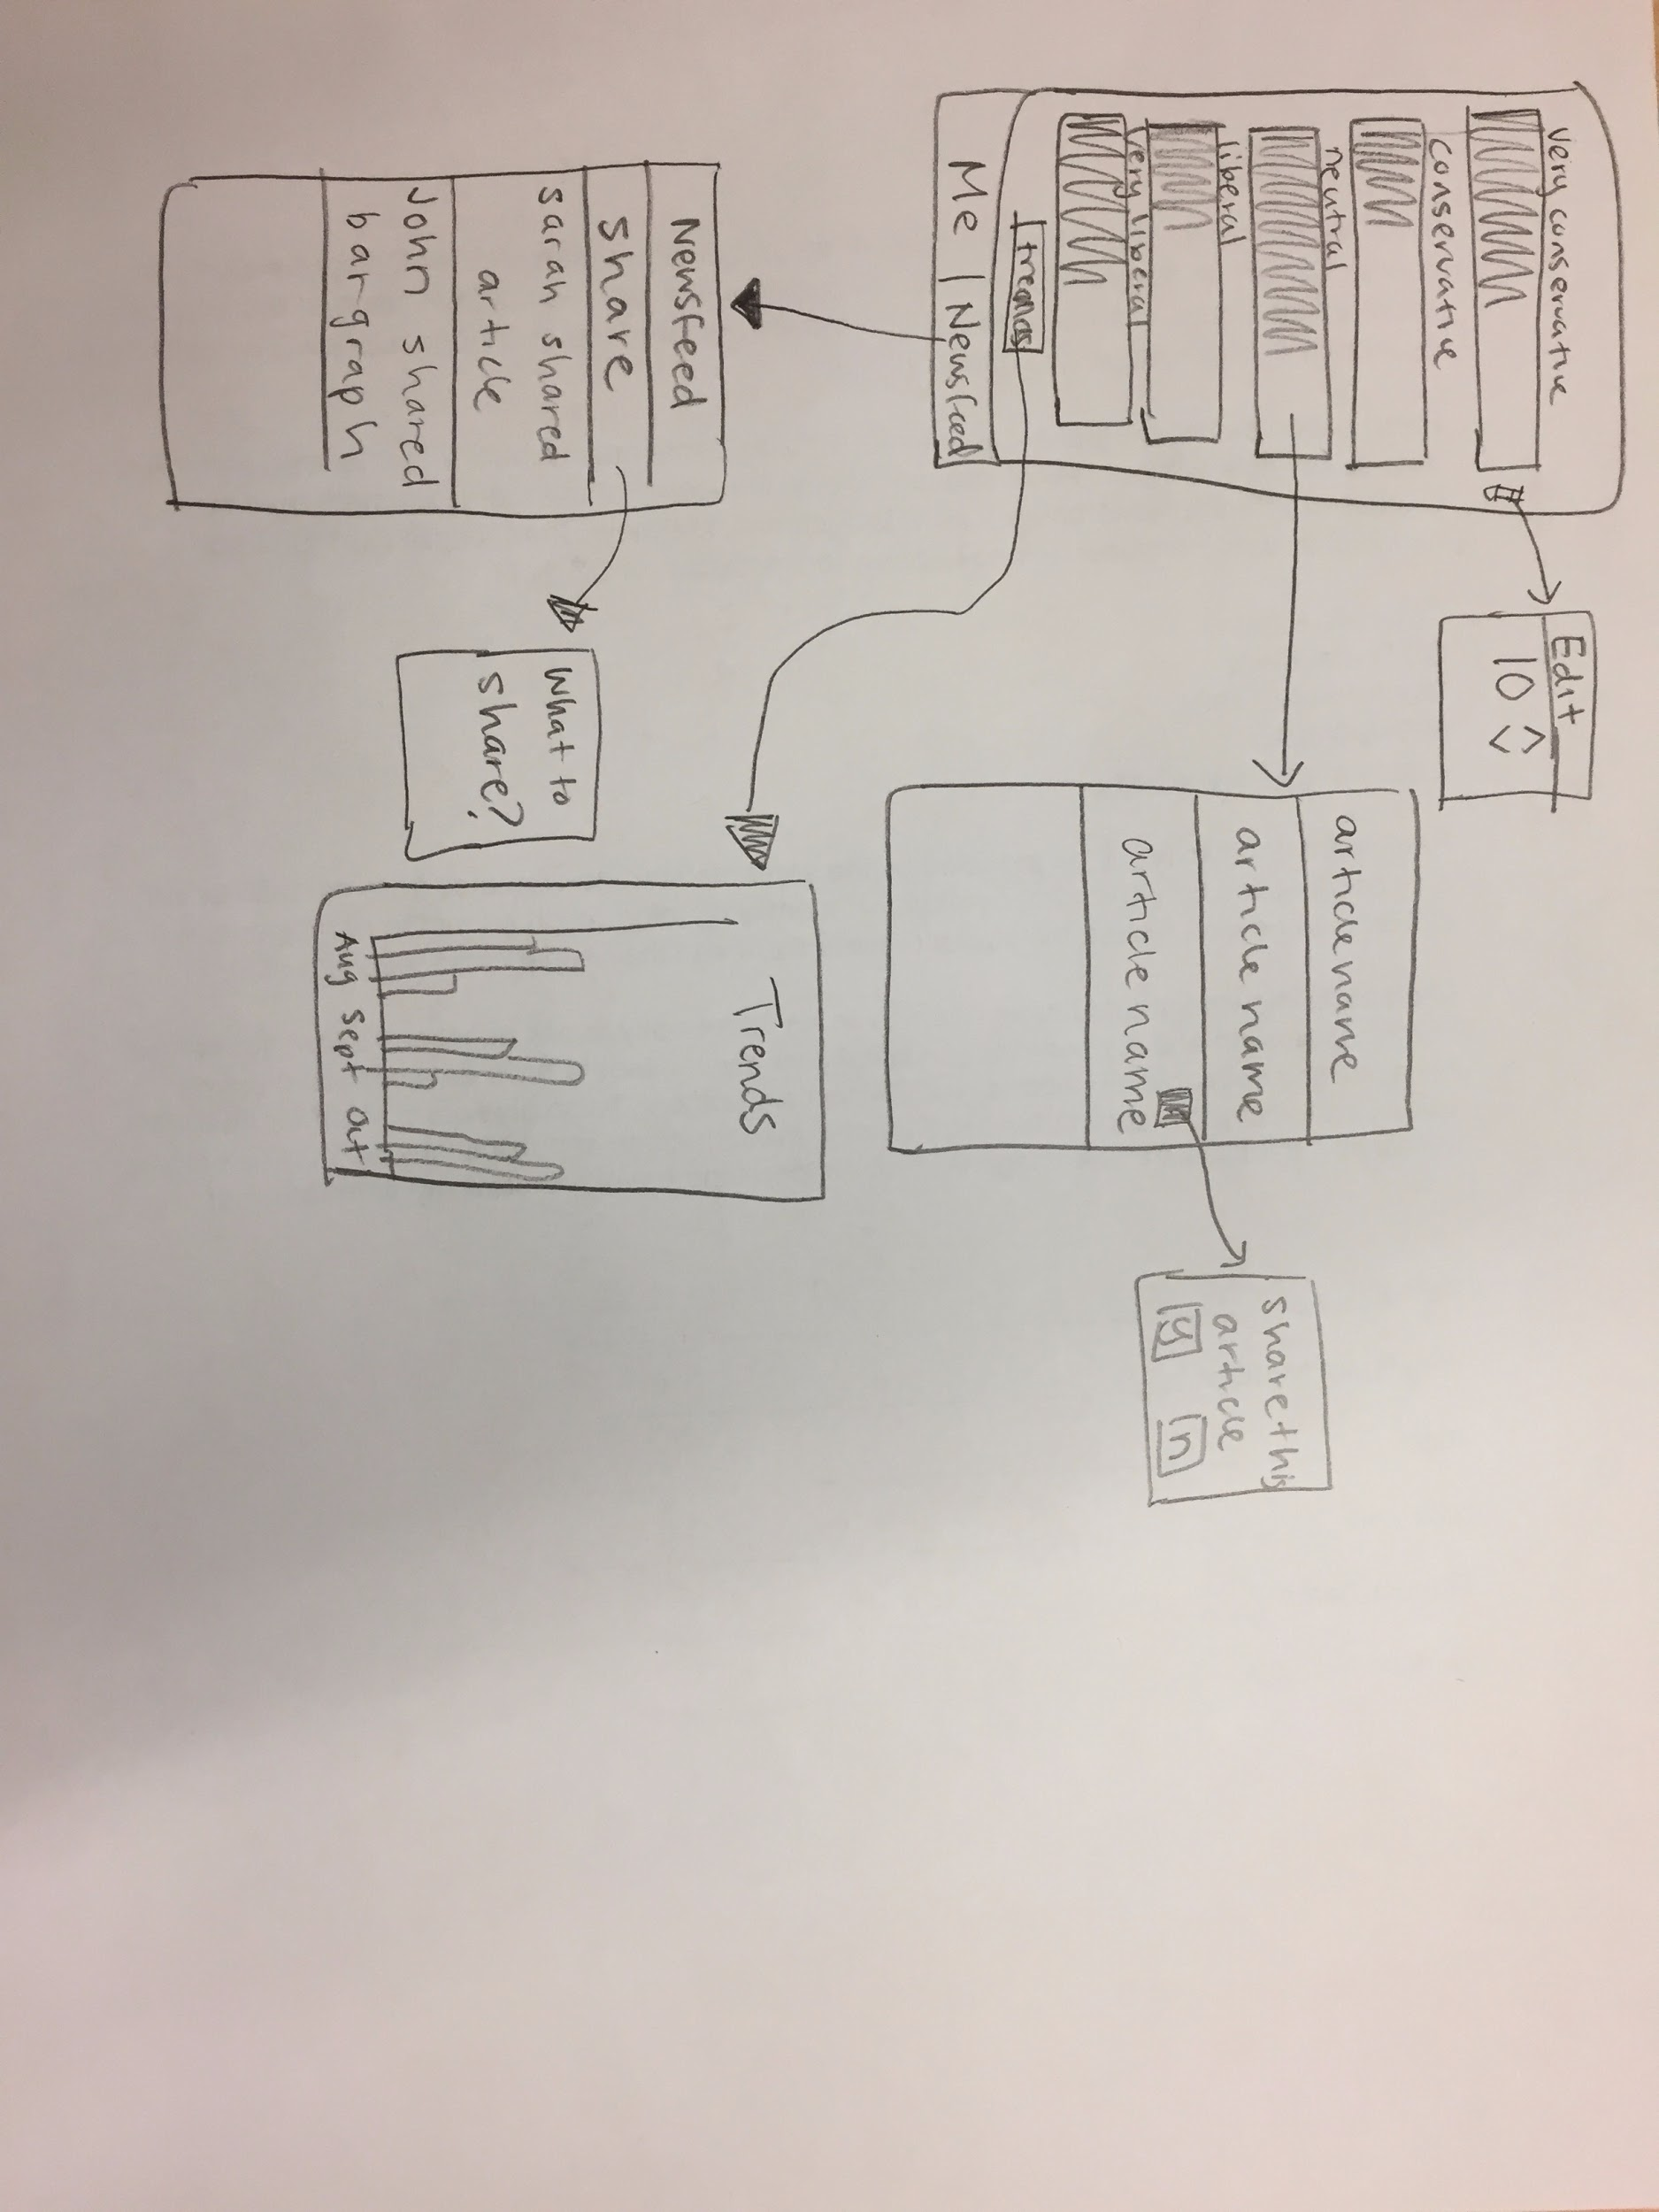 very conservative
conservative
neutral
liberal
very liberal
trends
Me | Newsfeed
Edit
10
article name
article name
article name
share this
article
y n
Newsfeed
share
sarah shared
article
John shared
bar graph
What to
share?
Trends
Aug Sept Oct